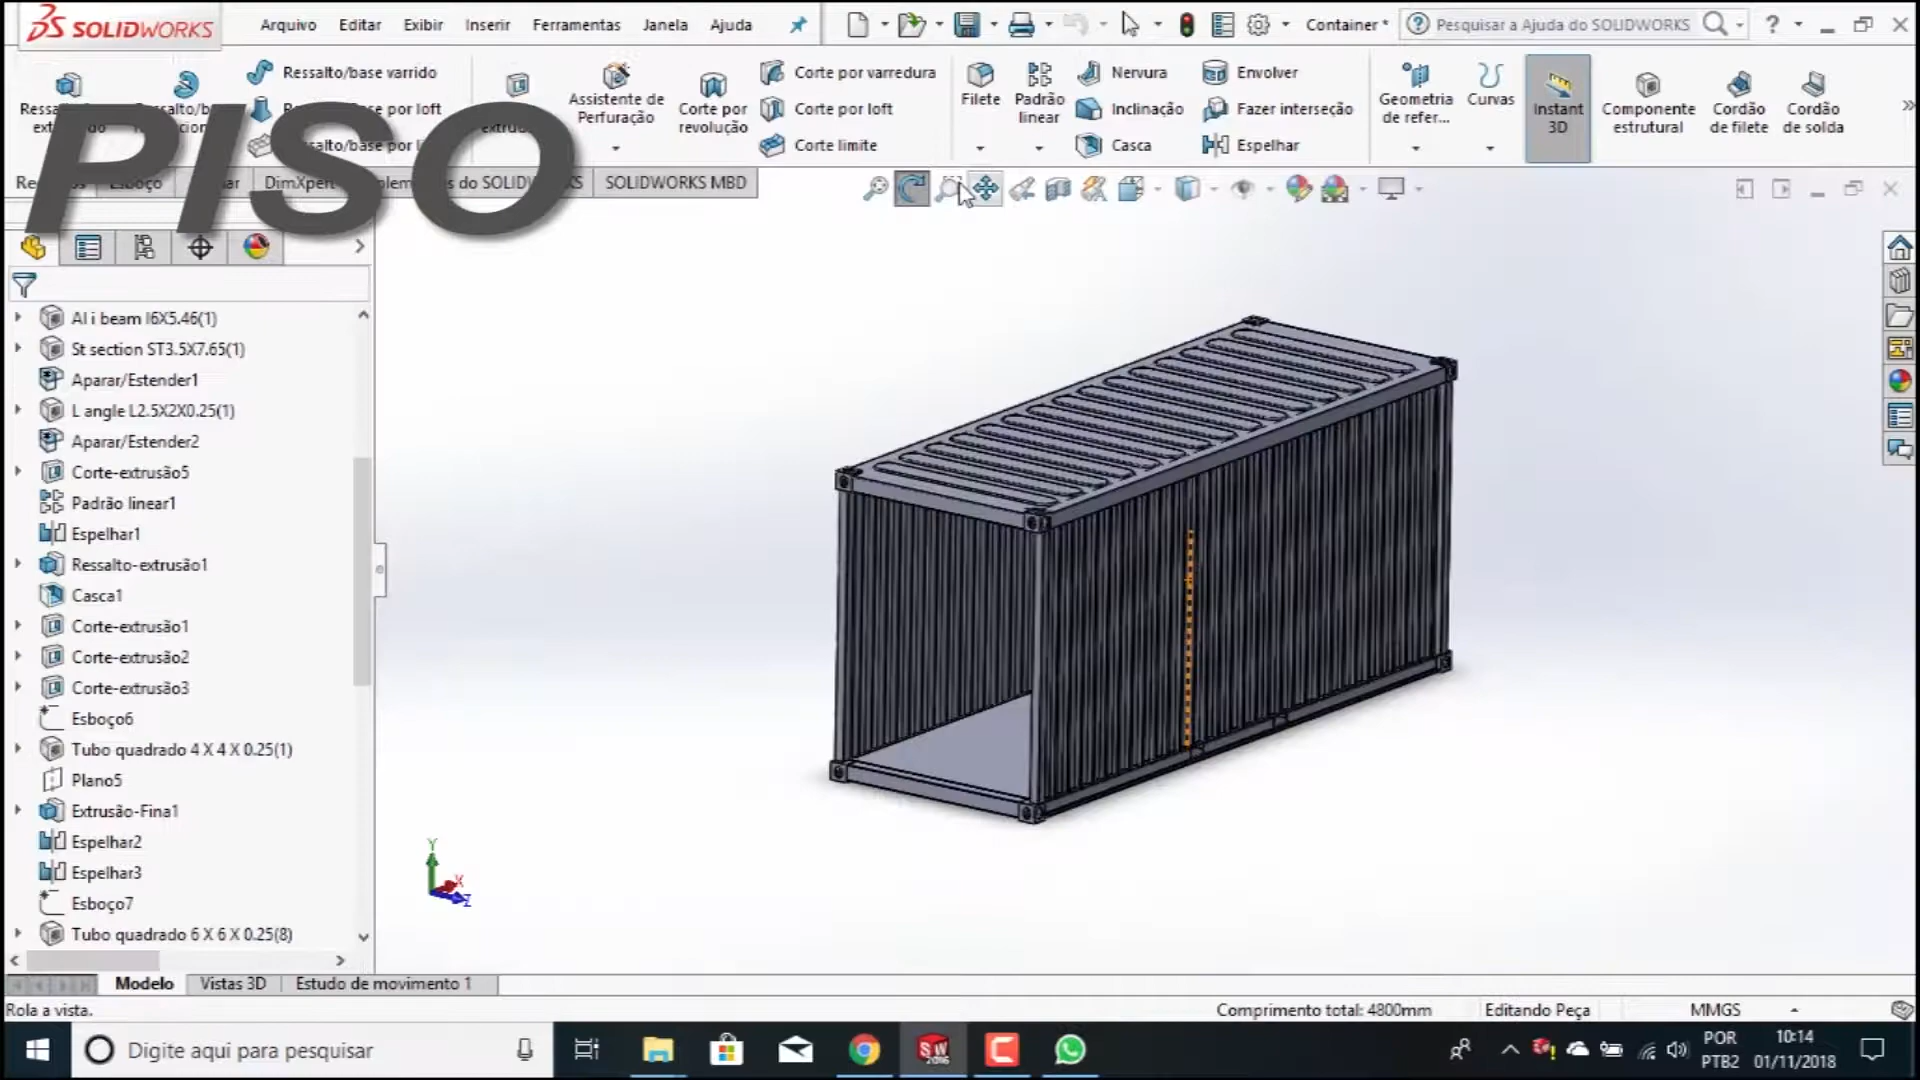 SOLIDWORKS
Arquivo Editar Exibir Inserir Ferramentas Janela Ajuda
Container *
Pesquisar a Ajuda do SOLIDWORKS
Ressalto/base varrido
Corte por varredura
Nervura
Envolver
Assistente de Perfuração
Corte por revolução
Corte por loft
Filete
Padrão linear
Inclinação
Fazer interseção
Geometria de refer...
Curvas
Instant 3D
Componente estrutural
Cordão de filete
Cordão de solda
Corte limite
Casca
Espelhar
PISO
SOLIDWORKS MBD
Al i beam I6X5.46(1)
St section ST3.5X7.65(1)
Aparar/Estender1
L angle L2.5X2X0.25(1)
Aparar/Estender2
Corte-extrusão5
Padrão linear1
Espelhar1
Ressalto-extrusão1
Casca1
Corte-extrusão1
Corte-extrusão2
Corte-extrusão3
Esboço6
Tubo quadrado 4 X 4 X 0.25(1)
Plano5
Extrusão-Fina1
Espelhar2
Espelhar3
Esboço7
Tubo quadrado 6 X 6 X 0.25(8)
Y
X
Z
Modelo Vistas 3D Estudo de movimento 1
Rola a vista.
Comprimento total: 4800mm
Editando Peça
MMGS
Digite aqui para pesquisar
SW
2016
POR
PTB2
10:14
01/11/2018